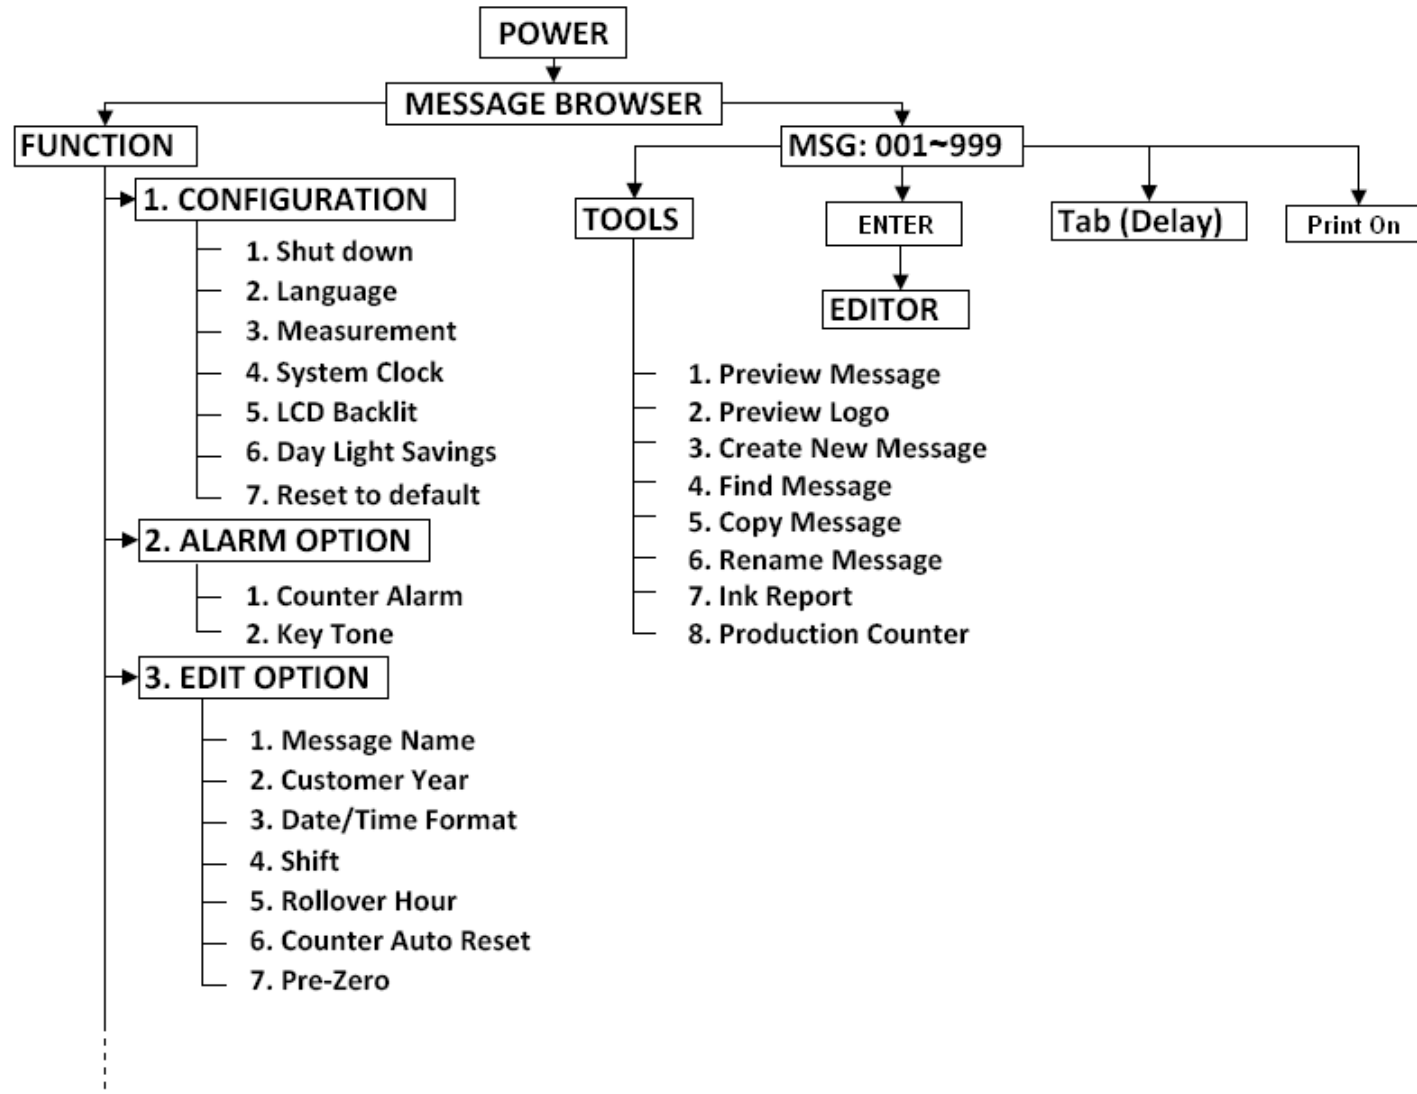 POWER
MESSAGE BROWSER
FUNCTION
MSG: 001~999
1. CONFIGURATION
1. Shut down
2. Language
3. Measurement
4. System Clock
5. LCD Backlit
6. Day Light Savings
7. Reset to default
2. ALARM OPTION
1. Counter Alarm
2. Key Tone
3. EDIT OPTION
1. Message Name
2. Customer Year
3. Date/Time Format
4. Shift
5. Rollover Hour
6. Counter Auto Reset
7. Pre-Zero
TOOLS
1. Preview Message
2. Preview Logo
3. Create New Message
4. Find Message
5. Copy Message
6. Rename Message
7. Ink Report
8. Production Counter
ENTER
EDITOR
Tab (Delay)
Print On